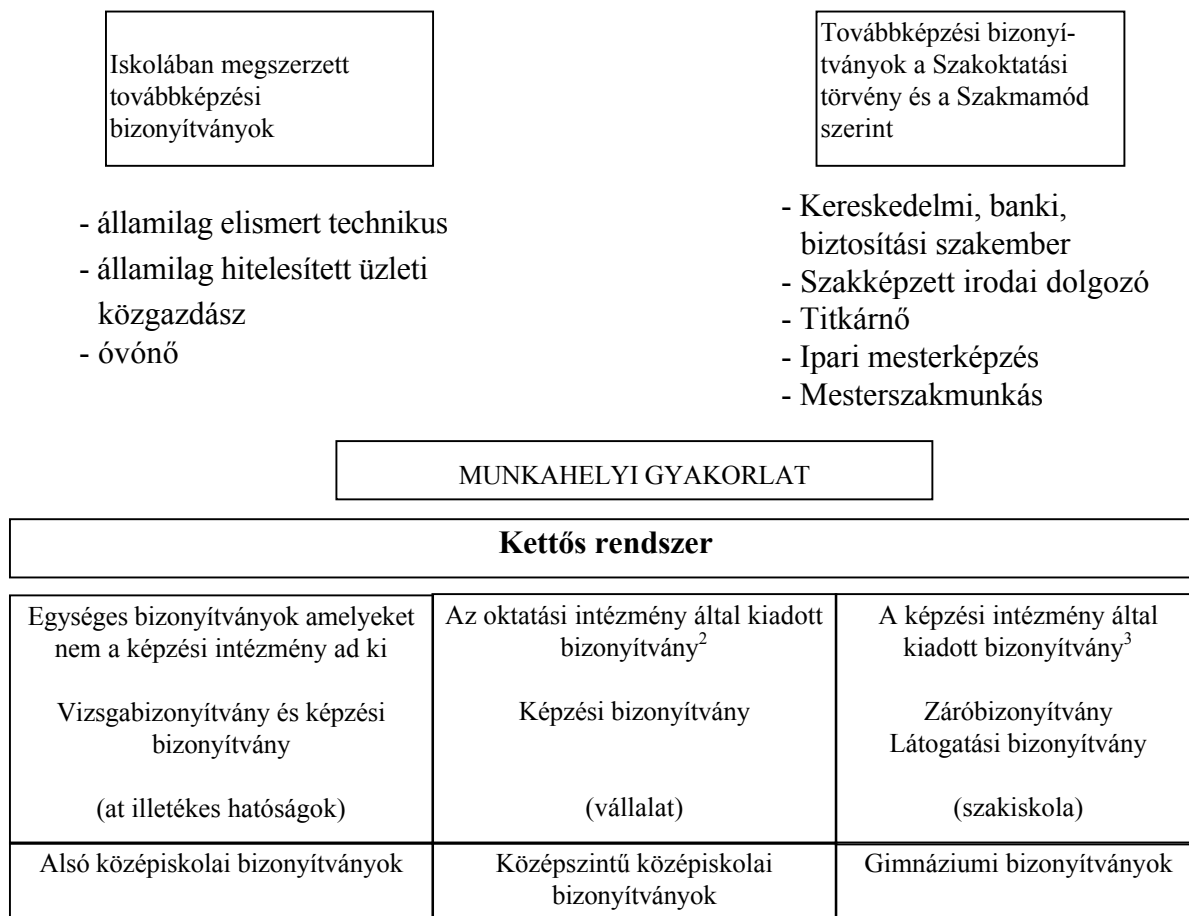 Iskolában megszerzett
továbbképzési
bizonyítványok
Továbbképzési bizonyí-
tványok a Szakoktatási
törvény és a Szakmamód
szerint
- államilag elismert technikus
- államilag hitelesített üzleti
közgazdász
- óvónő
- Kereskedelmi, banki,
biztosítási szakember
- Szakképzett irodai dolgozó
- Titkárnő
- Ipari mesterképzés
- Mesterszakmunkás
MUNKAHELYI GYAKORLAT
Kettős rendszer
Egységes bizonyítványok amelyeket
nem a képzési intézmény ad ki
Vizsgabizonyítvány és képzési
bizonyítvány
(at illetékes hatóságok)
Az oktatási intézmény által kiadott
bizonyítvány²
Képzési bizonyítvány
(vállalat)
A képzési intézmény által
kiadott bizonyítvány³
Záróbizonyítvány
Látogatási bizonyítvány
(szakiskola)
Alsó középiskolai bizonyítványok
Középszintű középiskolai
bizonyítványok
Gimnáziumi bizonyítványok